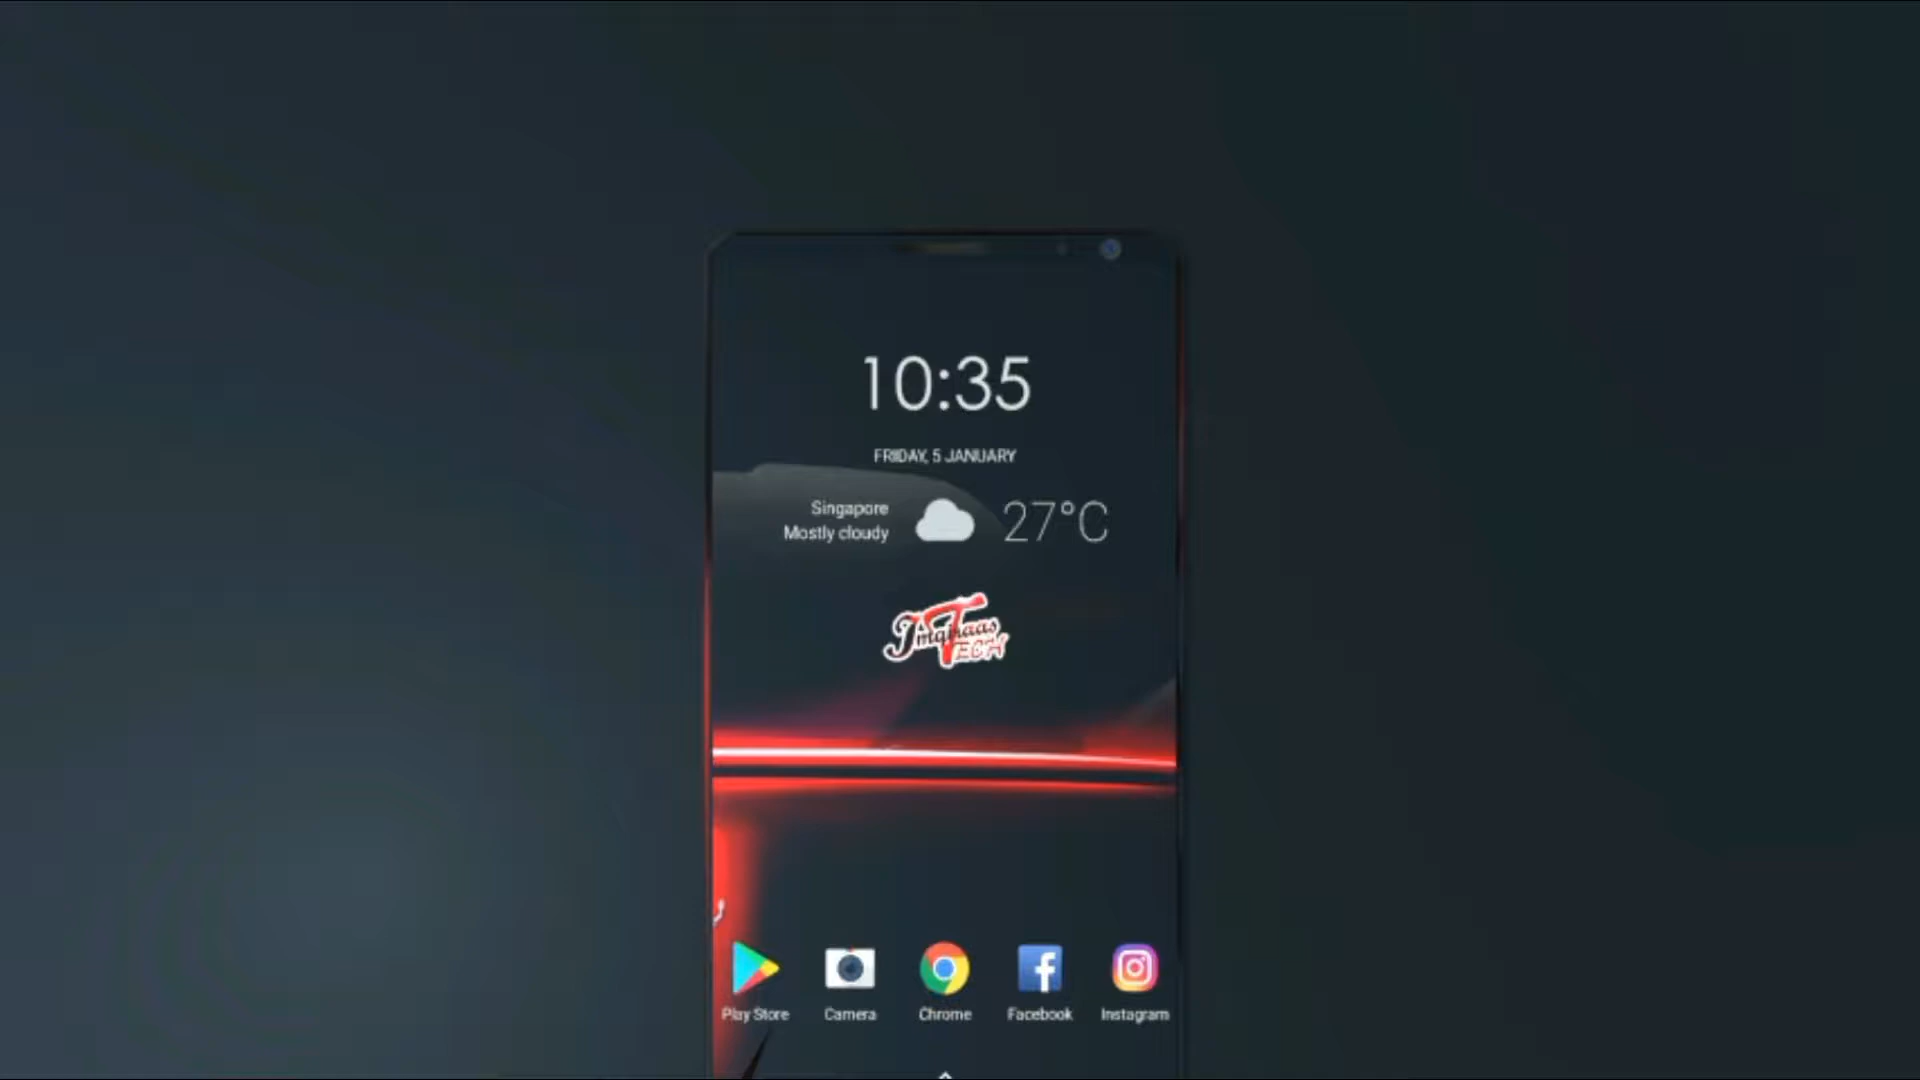 10:35
FRIDAY, 5 JANUARY
Singapore
Mostly cloudy
27°C
TECH
Play Store
Camera
Chrome
Facebook
Instagram